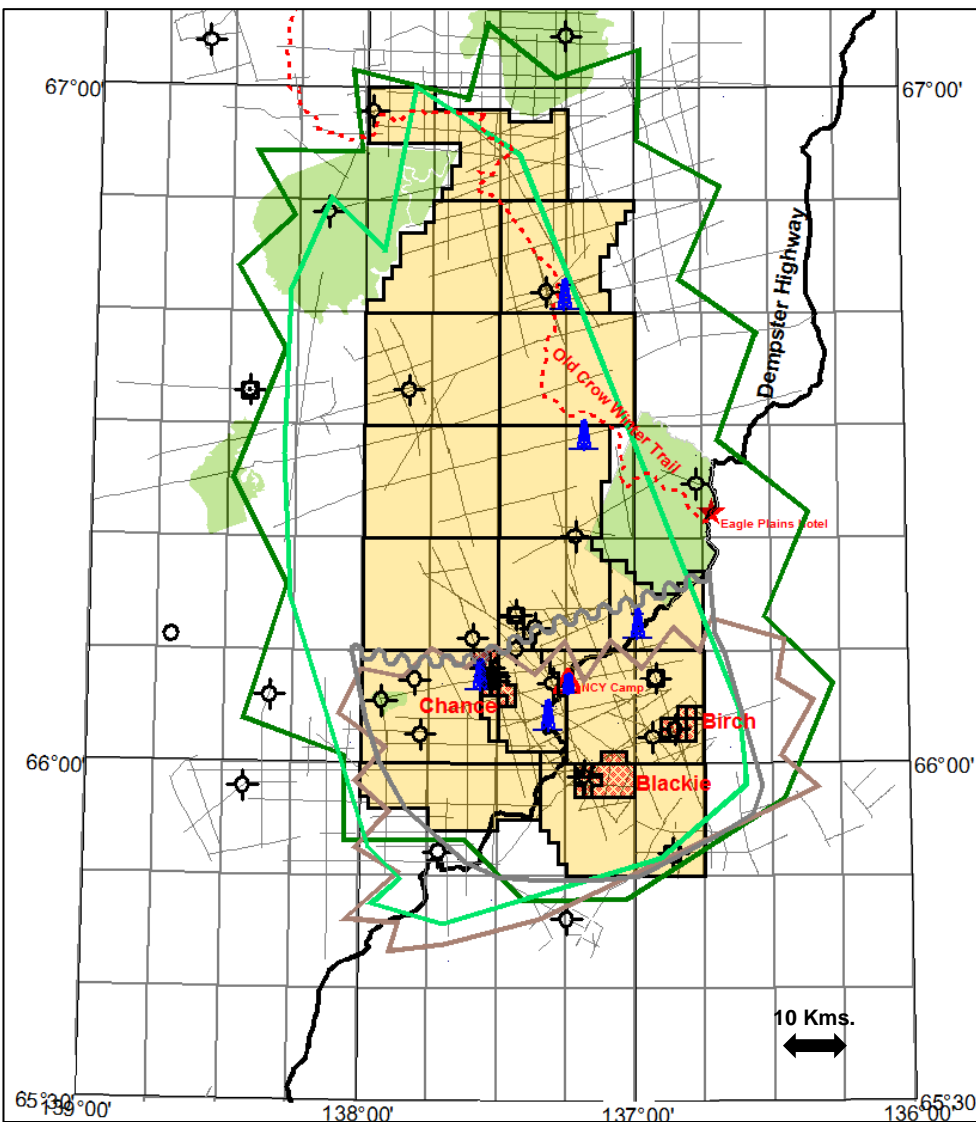 67°00'
67°00'
Dempster Highway
Old Crow Winter Trail
Eagle Plains Hotel
NCY Camp
Chance
Birch
Blackie
66°00'
66°00'
10 Kms.
65°30'
139°00'
138°00'
137°00'
136°00'
65°30'